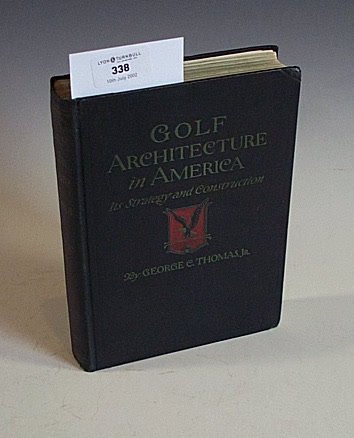 LYON & TURNBULL
338
10th July 2002
GOLF
ARCHITECTURE
in AMERICA
Its Strategy and Construction
By GEORGE C. THOMAS, Jr.